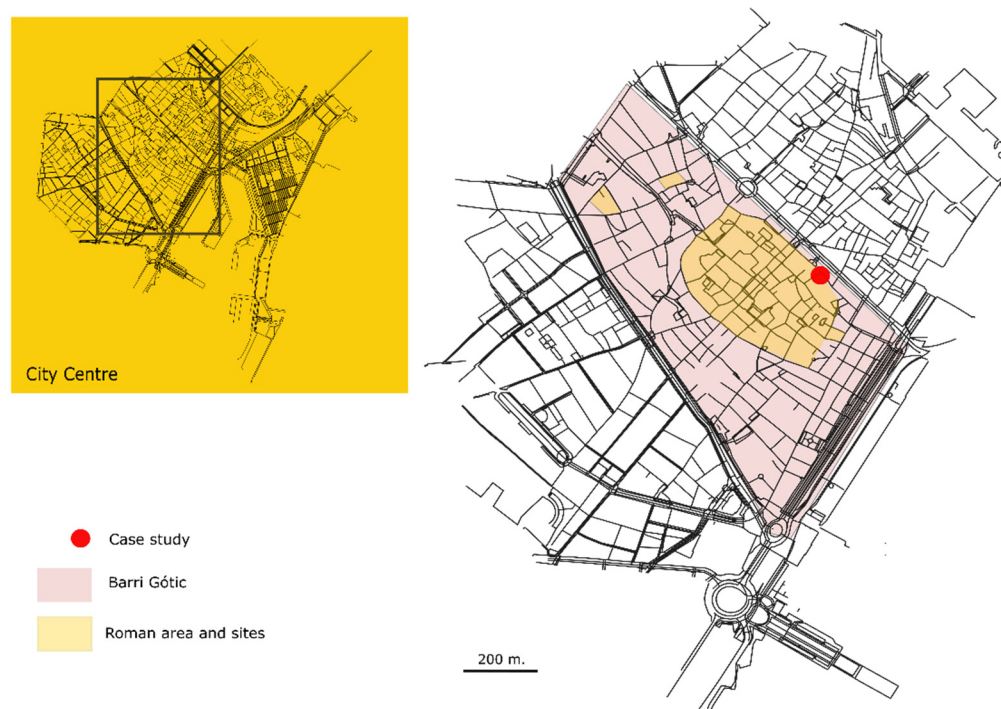 City Centre
Case study
Barri Gótic
Roman area and sites
200 m.